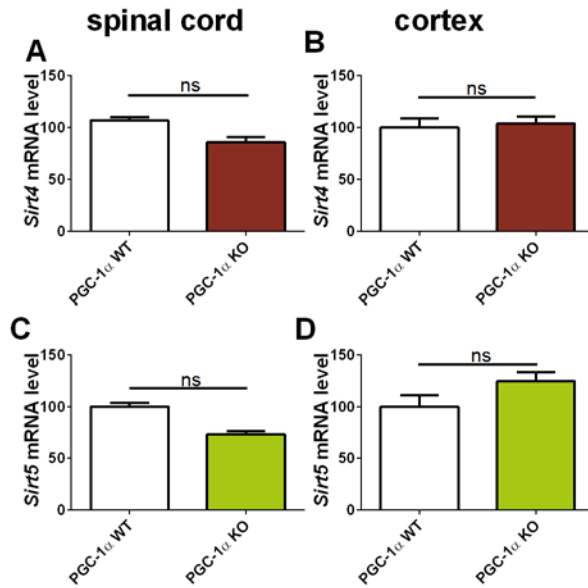 spinal cord
cortex
A
Sirt4 mRNA level
150
100
50
0
ns
PGC-1α WT
PGC-1α KO
B
Sirt4 mRNA level
150
100
50
0
ns
PGC-1α WT
PGC-1α KO
C
Sirt5 mRNA level
150
100
50
0
ns
PGC-1α WT
PGC-1α KO
D
Sirt5 mRNA level
150
100
50
0
ns
PGC-1α WT
PGC-1α KO